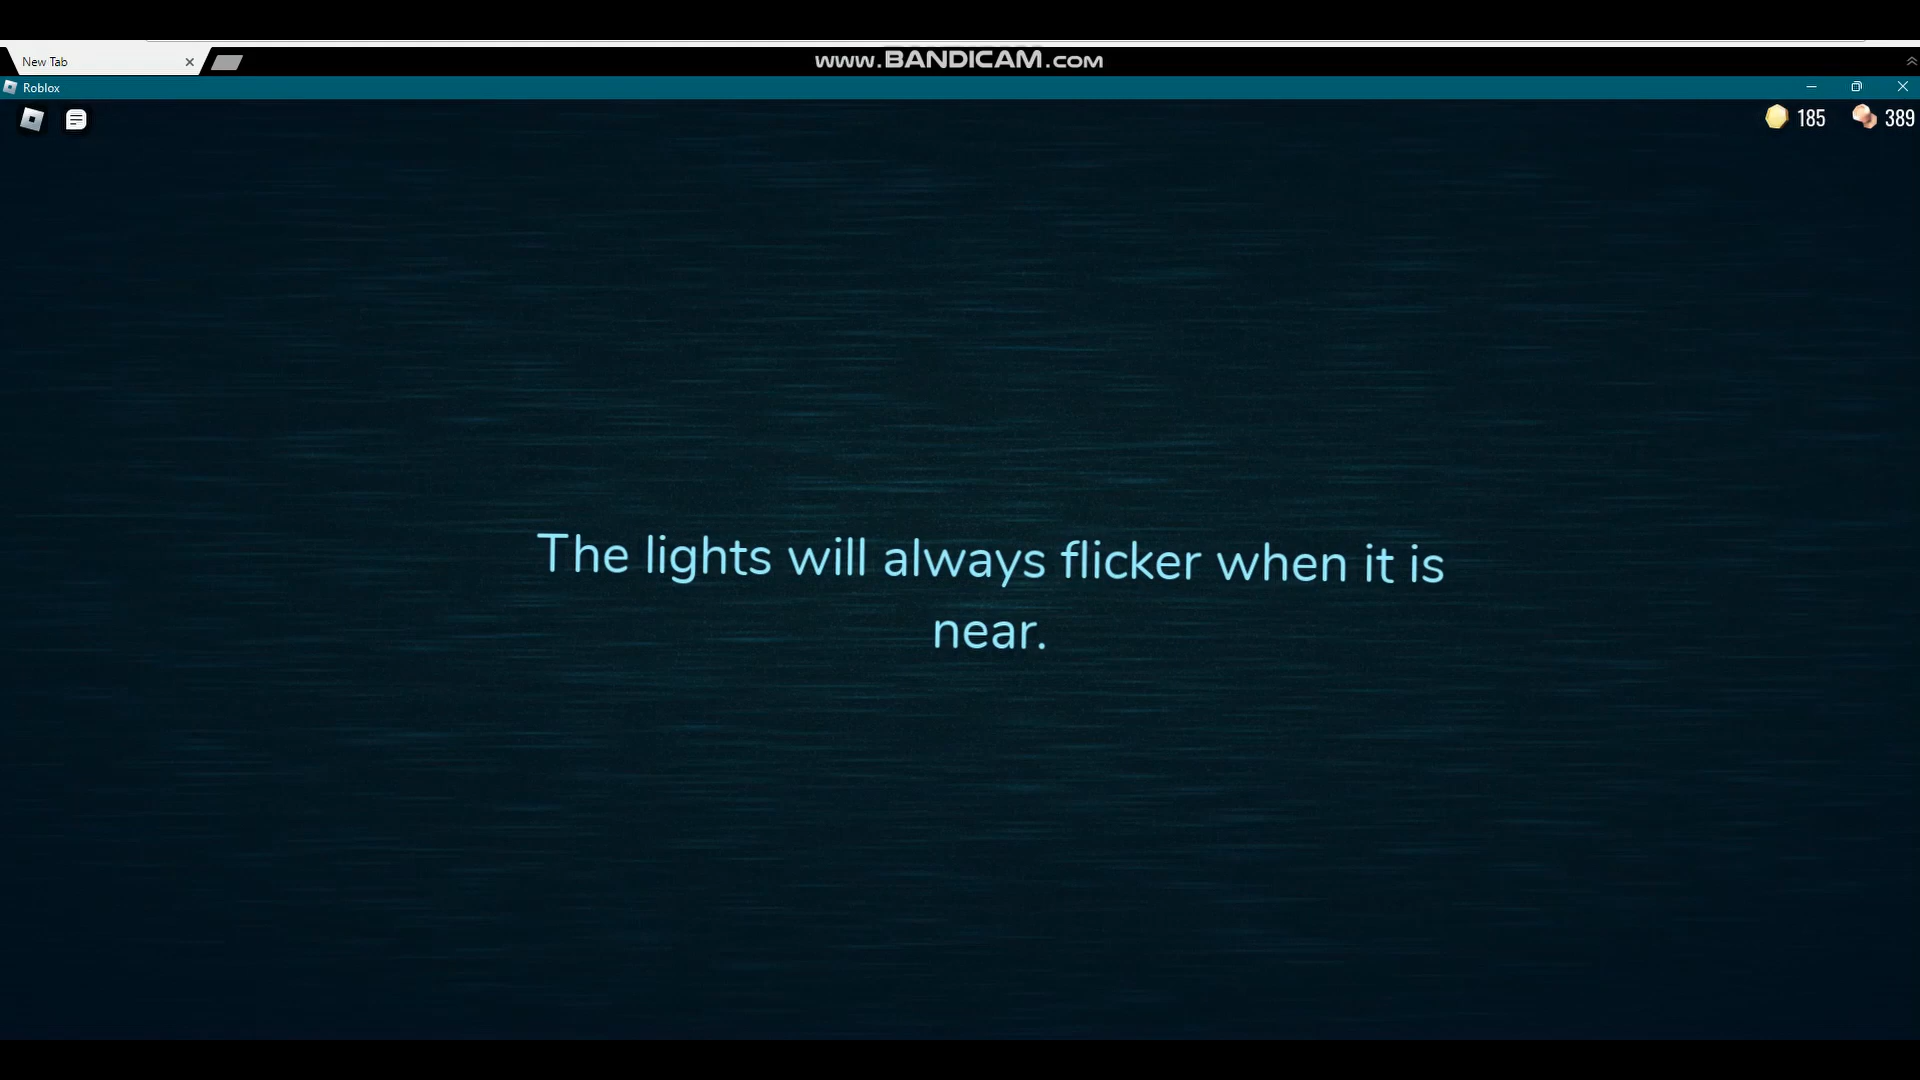 New Tab
www.BANDICAM.com
Roblox
185
389
The lights will always flicker when it is
near.